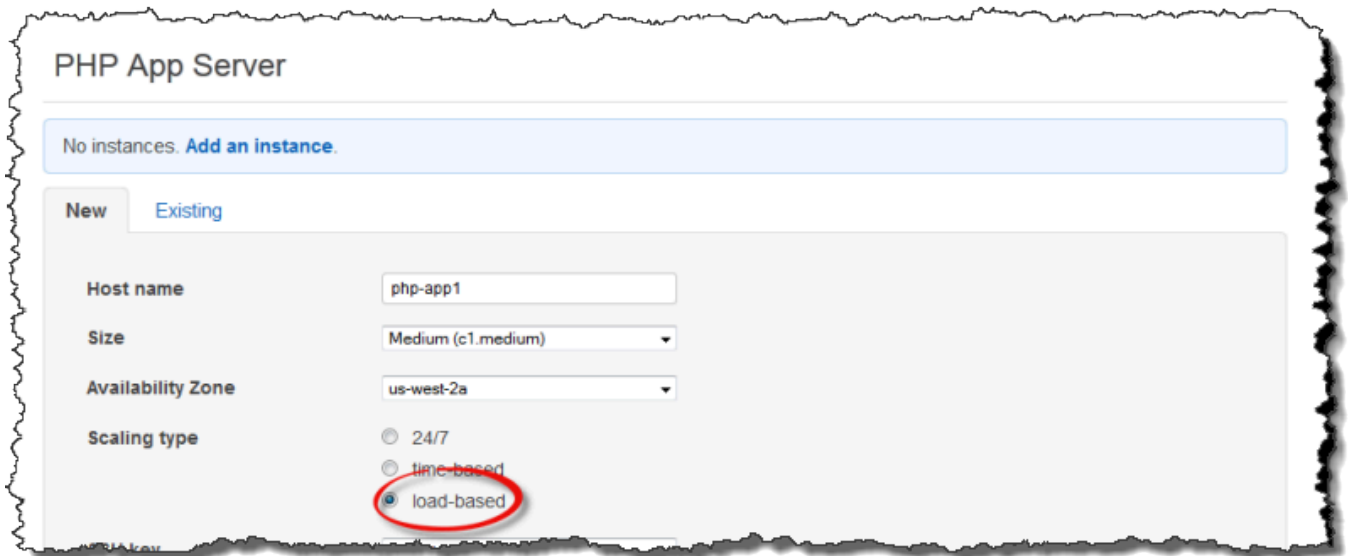 PHP App Server
No instances. Add an instance.
New Existing
Host name php-app1
Size Medium (c1.medium)
Availability Zone us-west-2a
Scaling type 24/7
time-based
load-based
key